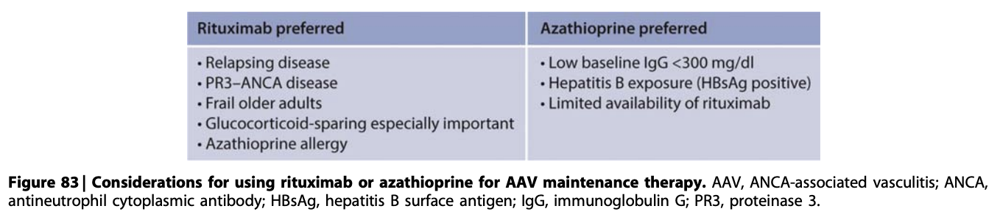 Rituximab preferred
Azathioprine preferred
• Relapsing disease
• PR3–ANCA disease
• Frail older adults
• Glucocorticoid-sparing especially important
• Azathioprine allergy
• Low baseline IgG <300 mg/dl
• Hepatitis B exposure (HBsAg positive)
• Limited availability of rituximab
Figure 83 | Considerations for using rituximab or azathioprine for AAV maintenance therapy. AAV, ANCA-associated vasculitis; ANCA,
antineutrophil cytoplasmic antibody; HBsAg, hepatitis B surface antigen; IgG, immunoglobulin G; PR3, proteinase 3.